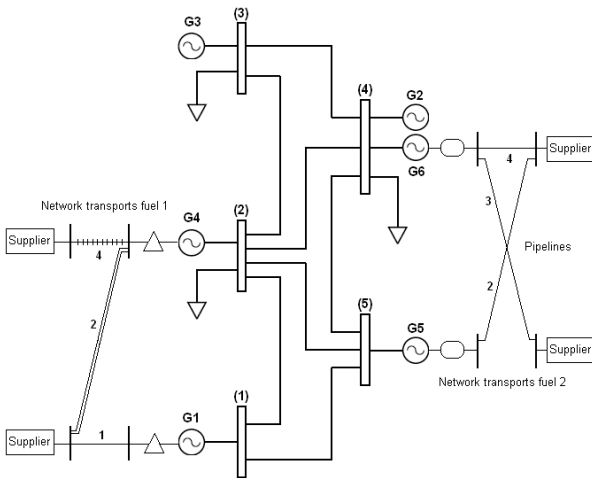 (3)
G3
(4)
G2
G6
Supplier
4
3
Network transports fuel 1
G4
(2)
Supplier
4
Pipelines
2
2
(5)
G5
Supplier
Network transports fuel 2
(1)
G1
Supplier
1